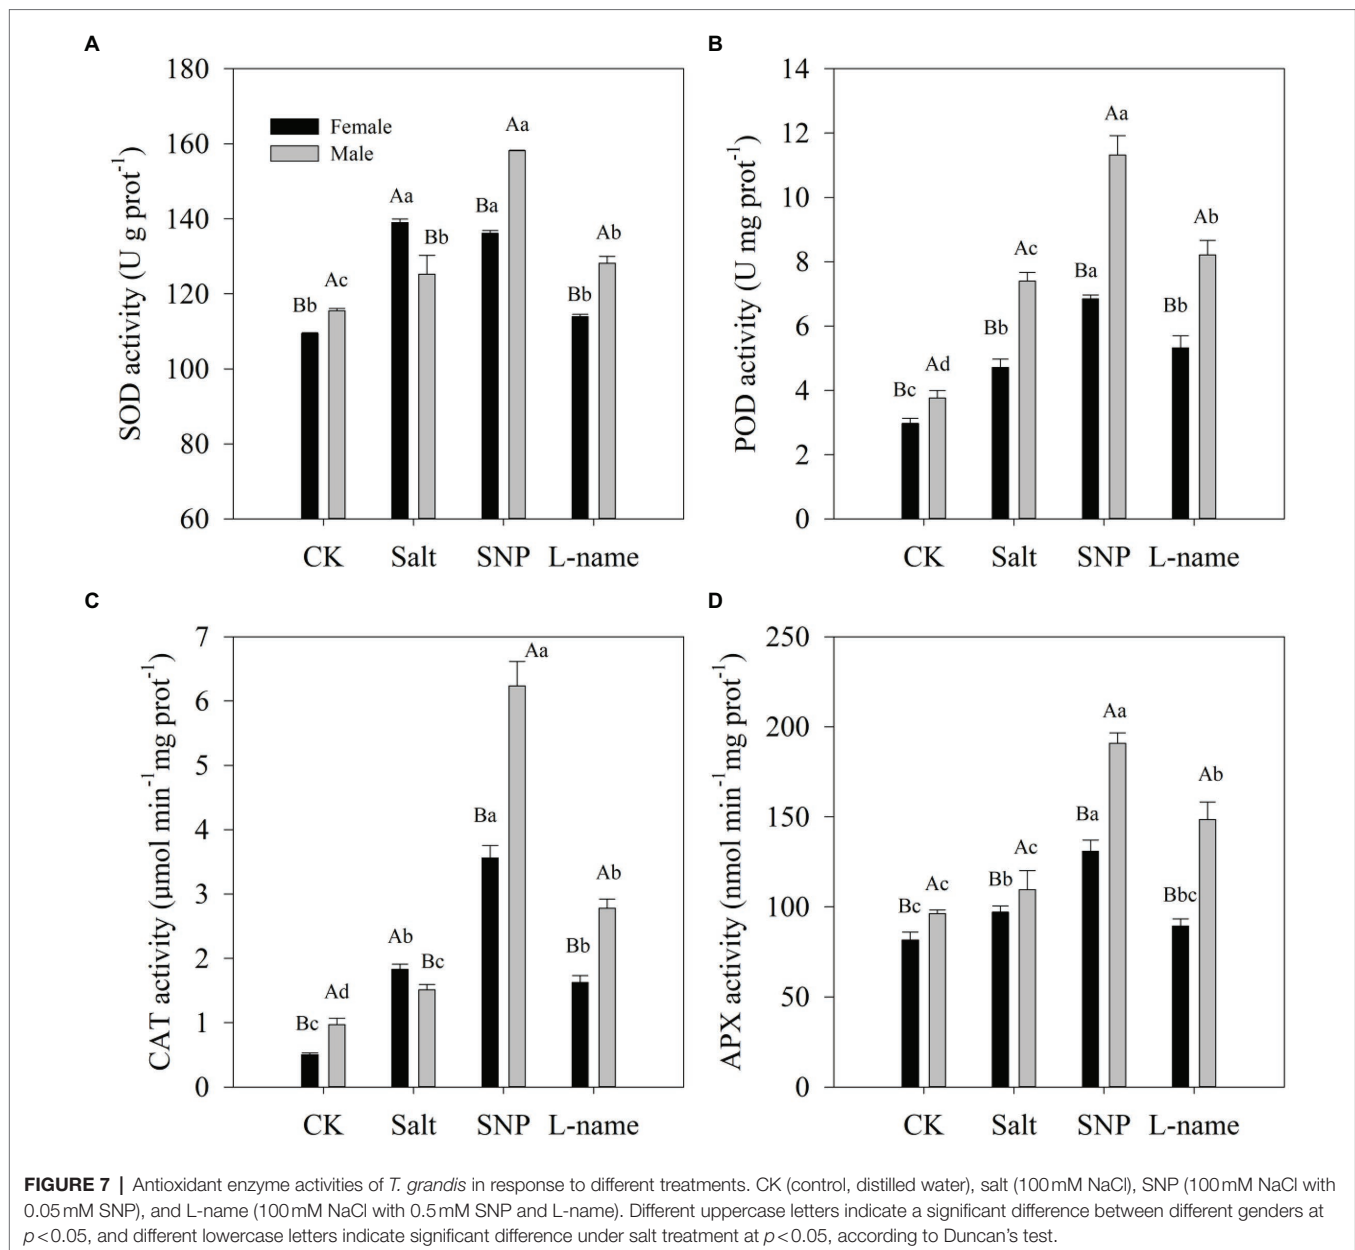 A
SOD activity (U g prot⁻¹)
180
160
140
120
100
80
60
Female
Male
Bb
Ac
Aa
Bb
Ba
Aa
Bb
Ab
CK
Salt
SNP
L-name
B
POD activity (U mg prot⁻¹)
14
12
10
8
6
4
2
0
Bc
Ad
Bb
Ac
Ba
Aa
Bb
Ab
CK
Salt
SNP
L-name
C
CAT activity (μmol min⁻¹mg prot⁻¹)
7
6
5
4
3
2
1
0
Bc
Ad
Ab
Bc
Ba
Aa
Bb
Ab
CK
Salt
SNP
L-name
D
APX activity (nmol min⁻¹mg prot⁻¹)
250
200
150
100
50
0
Bc
Ac
Bb
Ac
Ba
Aa
Bbc
Ab
CK
Salt
SNP
L-name
FIGURE 7 | Antioxidant enzyme activities of T. grandis in response to different treatments. CK (control, distilled water), salt (100 mM NaCl), SNP (100 mM NaCl with
0.05 mM SNP), and L-name (100 mM NaCl with 0.5 mM SNP and L-name). Different uppercase letters indicate a significant difference between different genders at
p < 0.05, and different lowercase letters indicate significant difference under salt treatment at p < 0.05, according to Duncan's test.